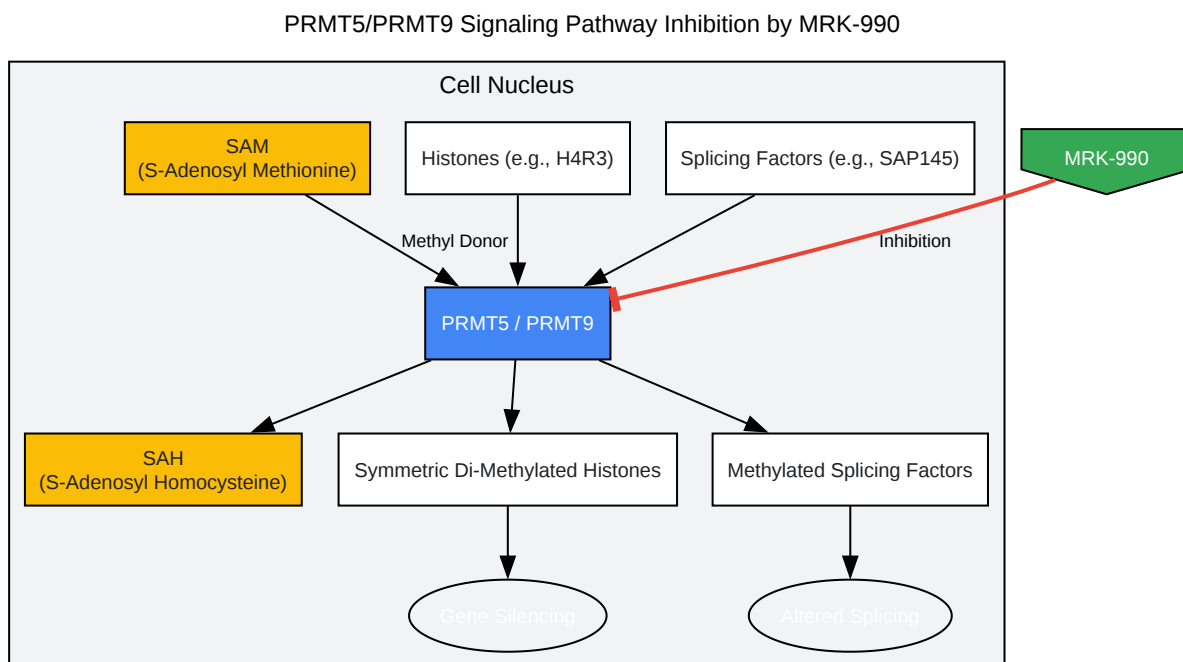 PRMT5/PRMT9 Signaling Pathway Inhibition by MRK-990
Cell Nucleus
SAM
(S-Adenosyl Methionine)
Histones (e.g., H4R3)
Splicing Factors (e.g., SAP145)
MRK-990
Methyl Donor
Inhibition
PRMT5 / PRMT9
SAH
(S-Adenosyl Homocysteine)
Symmetric Di-Methylated Histones
Methylated Splicing Factors
Gene Silencing
Altered Splicing